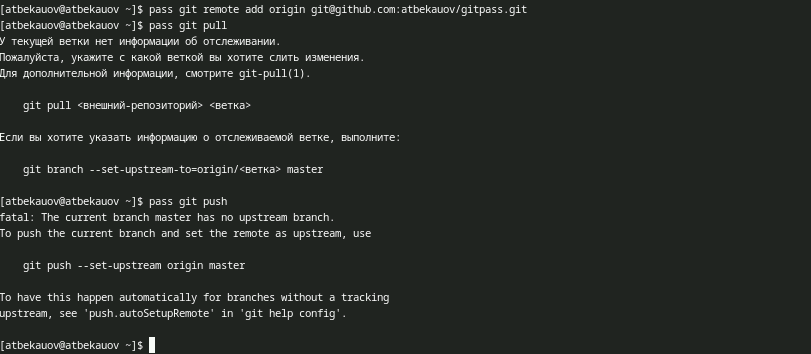 [atbekauov@atbekauov ~]$ pass git remote add origin git@github.com:atbekauov/gitpass.git
[atbekauov@atbekauov ~]$ pass git pull
У текущей ветки нет информации об отслеживании.
Пожалуйста, укажите с какой веткой вы хотите слить изменения.
Для дополнительной информации, смотрите git-pull(1).
git pull <внешний-репозиторий> <ветка>
Если вы хотите указать информацию о отслеживаемой ветке, выполните:
git branch --set-upstream-to=origin/<ветка> master
[atbekauov@atbekauov ~]$ pass git push
fatal: The current branch master has no upstream branch.
To push the current branch and set the remote as upstream, use
git push --set-upstream origin master
To have this happen automatically for branches without a tracking
upstream, see 'push.autoSetupRemote' in 'git help config'.
[atbekauov@atbekauov ~]$